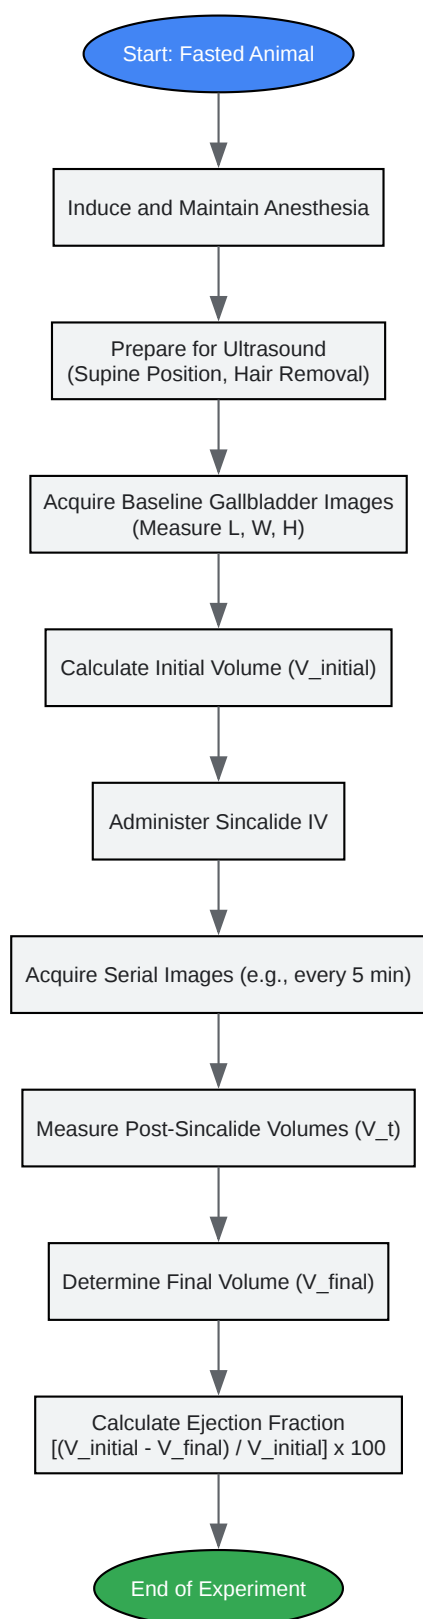 Start: Fasted Animal
Induce and Maintain Anesthesia
Prepare for Ultrasound
(Supine Position, Hair Removal)
Acquire Baseline Gallbladder Images
(Measure L, W, H)
Calculate Initial Volume (V_initial)
Administer Sincalide IV
Acquire Serial Images (e.g., every 5 min)
Measure Post-Sincalide Volumes (V_t)
Determine Final Volume (V_final)
Calculate Ejection Fraction
[(V_initial - V_final) / V_initial] x 100
End of Experiment